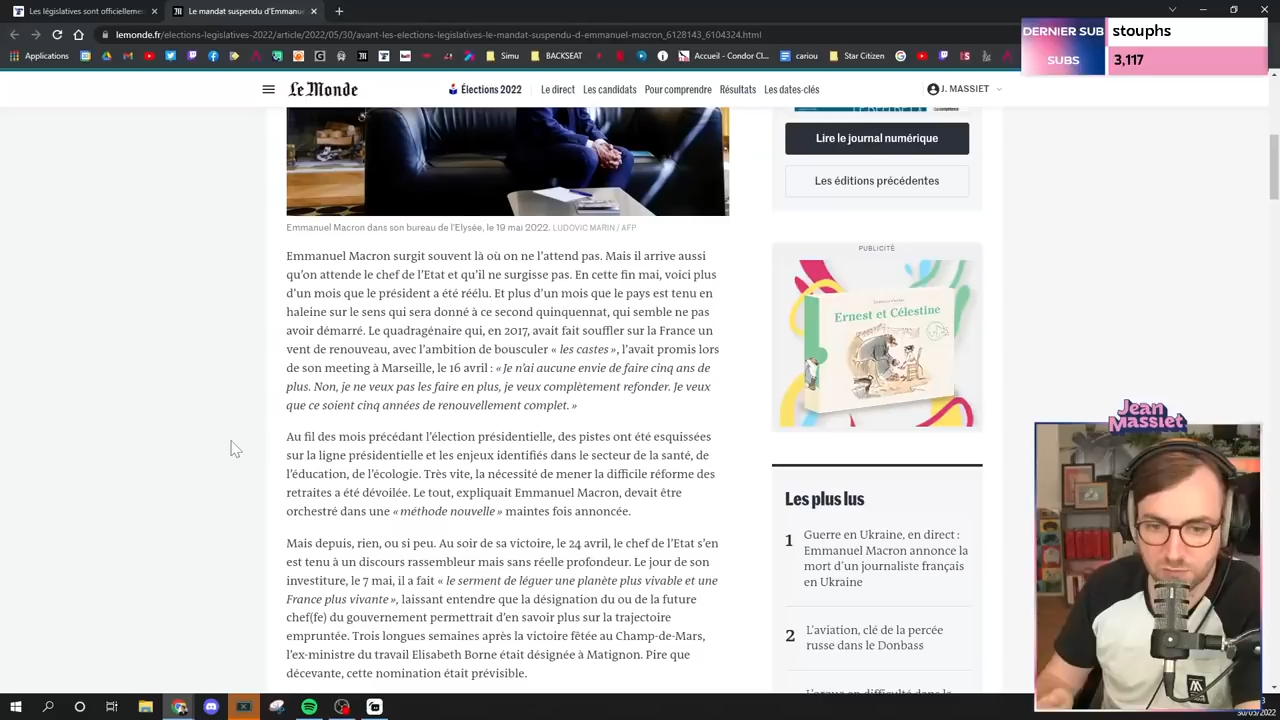 Les législatives sont officiellemen
Le mandat suspendu d'Emmanuel
lemonde.fr/elections-legislatives-2022/article/2022/05/30/avant-les-elections-legislatives-le-mandat-suspendu-d-emmanuel-macron_6128143_6104324.html
Applications
Simu
BACKSEAT
Accueil - Condor Cl...
cariou
Star Citizen
DERNIER SUB
stouphs
SUBS
3,117
Le Monde
Élections 2022
Le direct
Les candidats
Pour comprendre
Résultats
Les dates-clés
J. MASSIET
Lire le journal numérique
Les éditions précédentes
Emmanuel Macron dans son bureau de l'Elysée, le 19 mai 2022. LUDOVIC MARIN / AFP
Emmanuel Macron surgit souvent là où on ne l'attend pas. Mais il arrive aussi
qu'on attende le chef de l'Etat et qu'il ne surgisse pas. En cette fin mai, voici plus
d'un mois que le président a été réélu. Et plus d'un mois que le pays est tenu en
haleine sur le sens qui sera donné à ce second quinquennat, qui semble ne pas
avoir démarré. Le quadragénaire qui, en 2017, avait fait souffler sur la France un
vent de renouveau, avec l'ambition de bousculer « les castes », l'avait promis lors
de son meeting à Marseille, le 16 avril : « Je n'ai aucune envie de faire cinq ans de
plus. Non, je ne veux pas les faire en plus, je veux complètement refonder. Je veux
que ce soient cinq années de renouvellement complet. »
Au fil des mois précédant l'élection présidentielle, des pistes ont été esquissées
sur la ligne présidentielle et les enjeux identifiés dans le secteur de la santé, de
l'éducation, de l'écologie. Très vite, la nécessité de mener la difficile réforme des
retraites a été dévoilée. Le tout, expliquait Emmanuel Macron, devait être
orchestré dans une « méthode nouvelle » maintes fois annoncée.
Mais depuis, rien, ou si peu. Au soir de sa victoire, le 24 avril, le chef de l'Etat s'en
est tenu à un discours rassembleur mais sans réelle profondeur. Le jour de son
investiture, le 7 mai, il a fait « le serment de léguer une planète plus vivable et une
France plus vivante », laissant entendre que la désignation du ou de la future
chef(fe) du gouvernement permettrait d'en savoir plus sur la trajectoire
empruntée. Trois longues semaines après la victoire fêtée au Champ-de-Mars,
l'ex-ministre du travail Elisabeth Borne était désignée à Matignon. Pire que
décevante, cette nomination était prévisible.
PUBLICITÉ
Ernest et Célestine
Les plus lus
1
Guerre en Ukraine, en direct :
Emmanuel Macron annonce la
mort d'un journaliste français
en Ukraine
2
L'aviation, clé de la percée
russe dans le Donbass
Jean
Massiet
30/05/2022